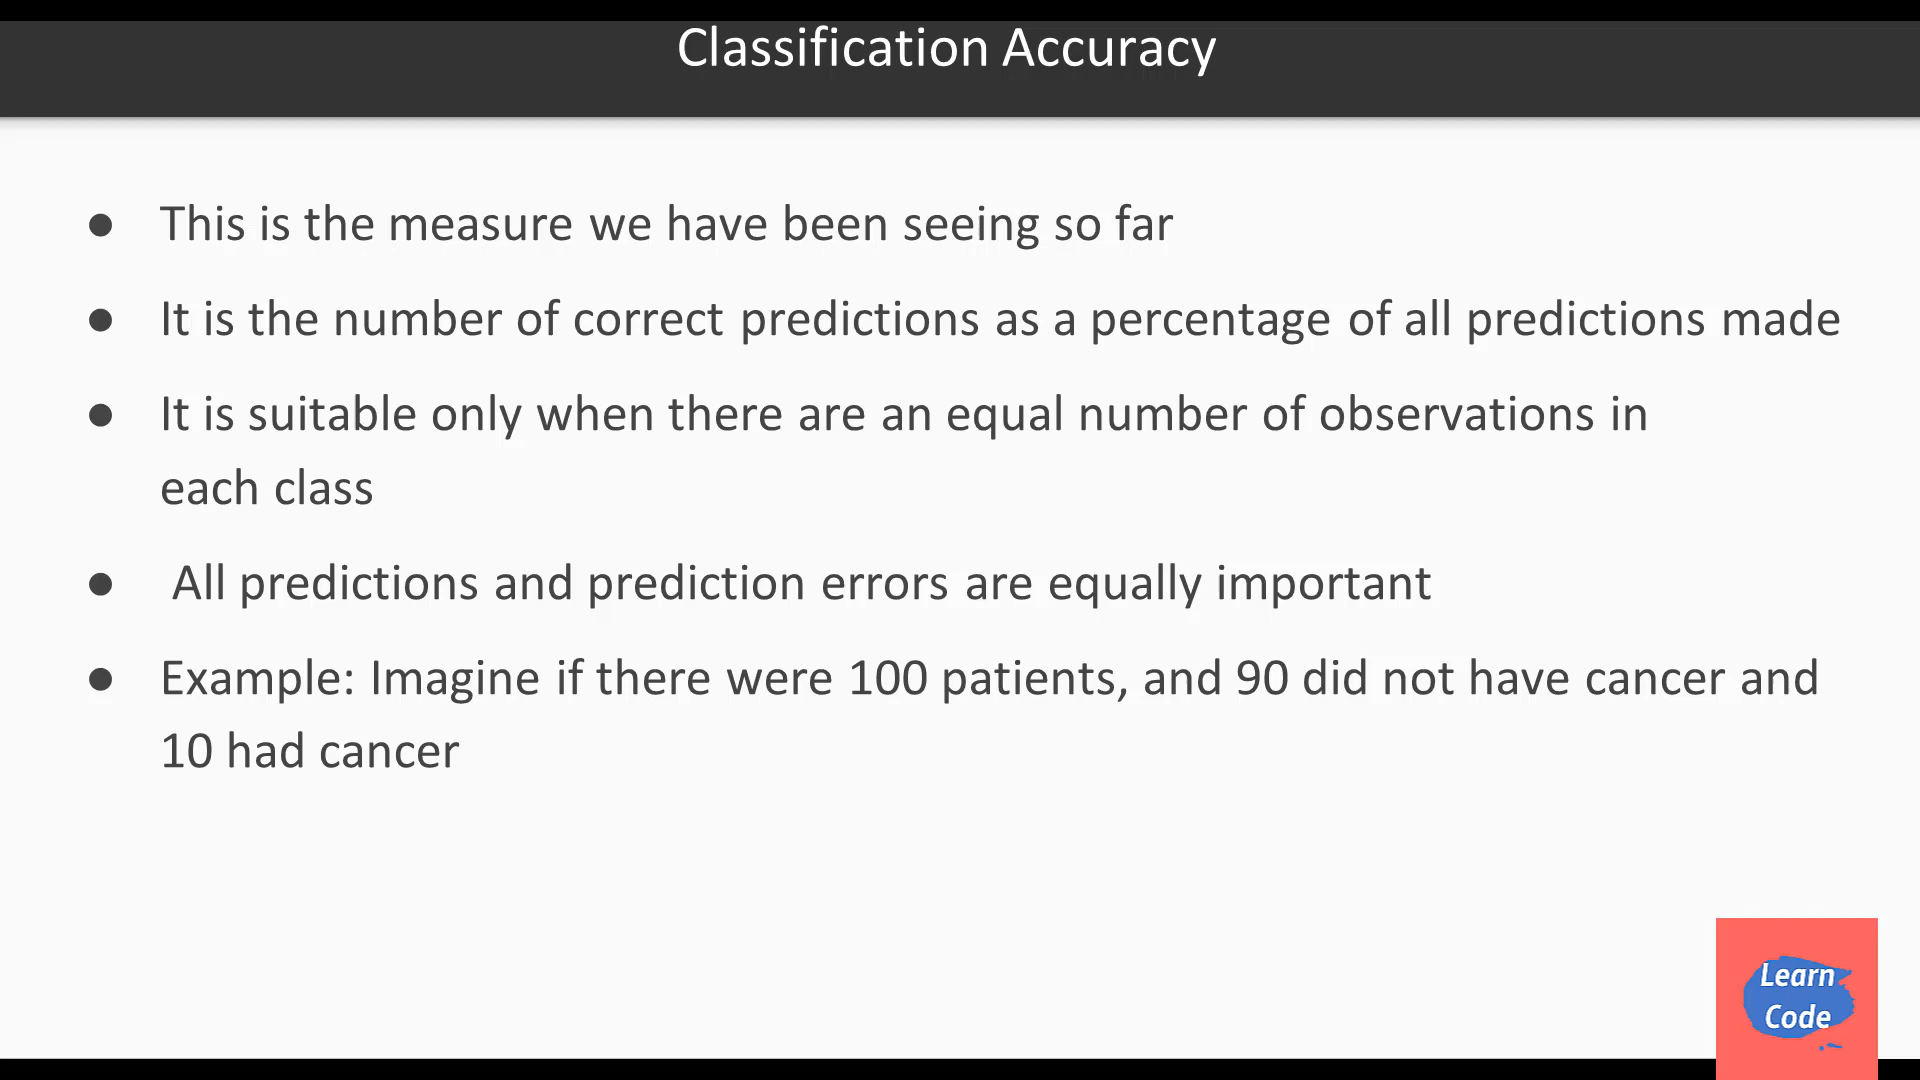 Classification Accuracy
● This is the measure we have been seeing so far
● It is the number of correct predictions as a percentage of all predictions made
● It is suitable only when there are an equal number of observations in
each class
● All predictions and prediction errors are equally important
● Example: Imagine if there were 100 patients, and 90 did not have cancer and
10 had cancer
Learn
Code